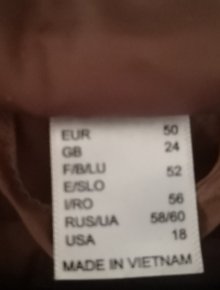 EUR 50
GB 24
F/B/LU
E/SLO 52
I/RO 56
RUS/UA 58/60
USA 18
MADE IN VIETNAM